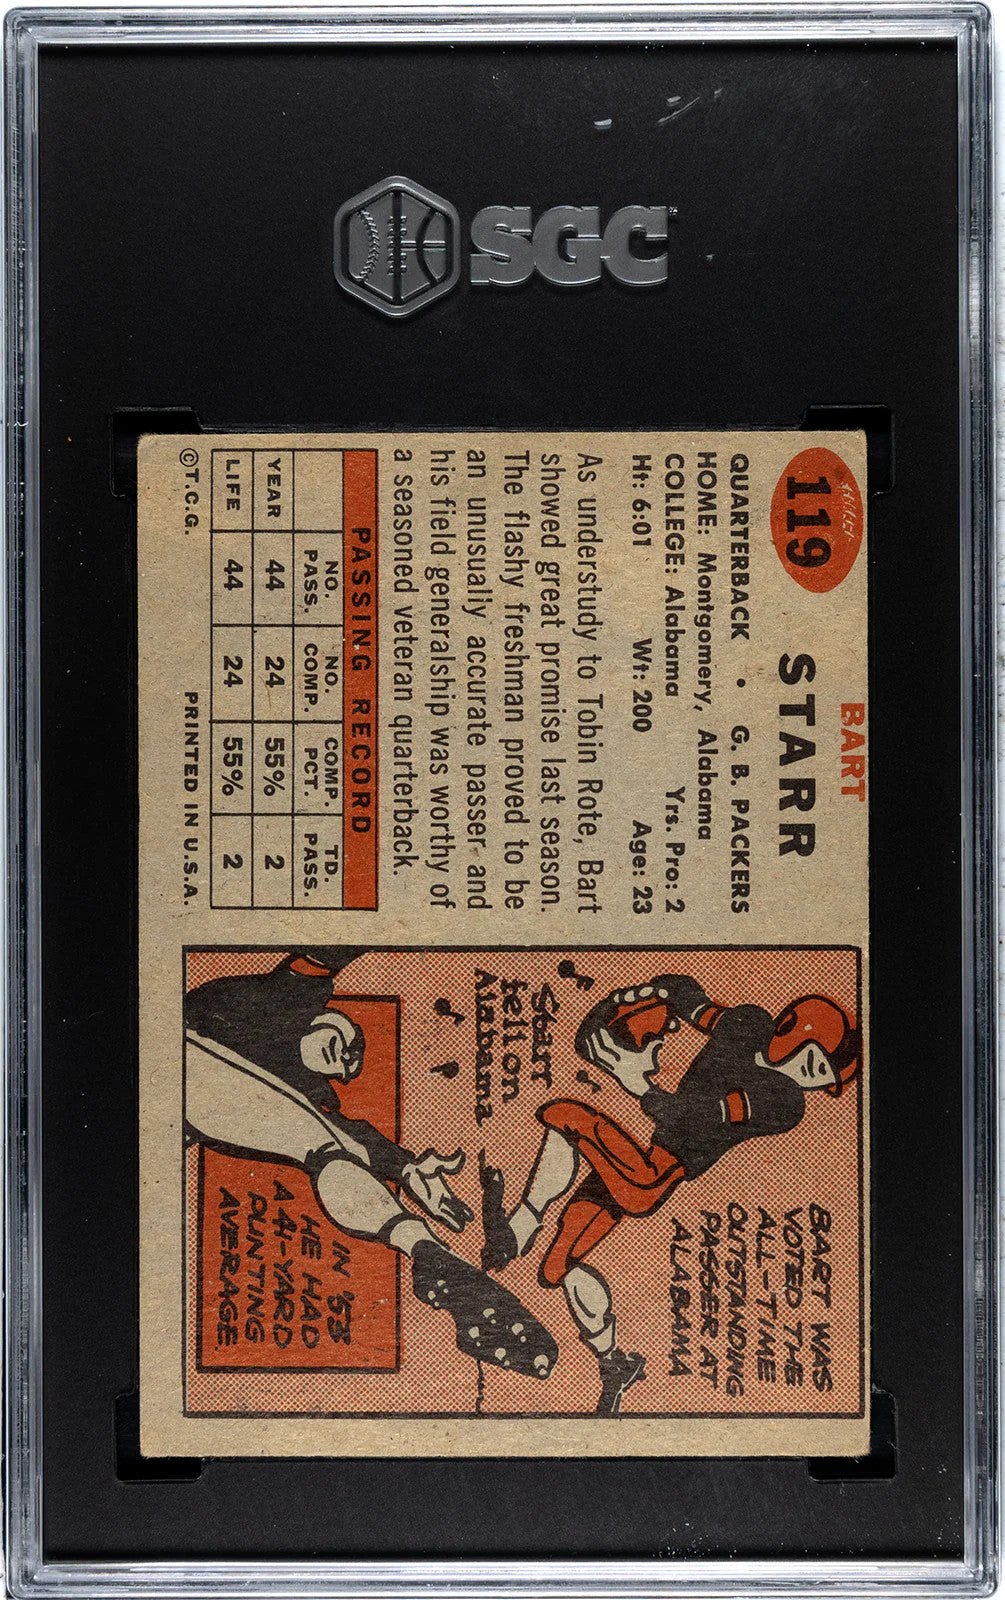 SGC
119
BART
STARR
QUARTERBACK • G. B. PACKERS
HOME: Montgomery, Alabama
COLLEGE: Alabama Yrs. Pro: 2
Ht: 6:01 Wt: 200 Age: 23
As understudy to Tobin Rote, Bart
showed great promise last season.
The flashy freshman proved to be
an unusually accurate passer and
his field generalship was worthy of
a seasoned veteran quarterback.
PASSING RECORD
NO. PASS. NO. COMP. COMP. PCT. TD. PASS.
YEAR 44 24 55% 2
LIFE 44 24 55% 2
©T.C.G. PRINTED IN U.S.A.
BART WAS
VOTED THE
ALL-TIME
OUTSTANDING
PASSER AT
ALABAMA
Starr
fell on
Alabama
IN '53
HE HAD
A 41-YARD
PUNTING
AVERAGE.